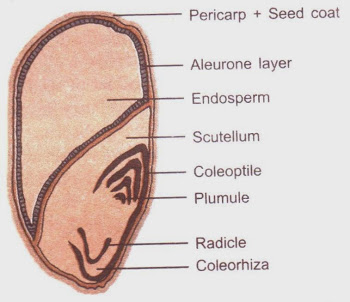 Pericarp + Seed coat
Aleurone layer
Endosperm
Scutellum
Coleoptile
Plumule
Radicle
Coleorhiza